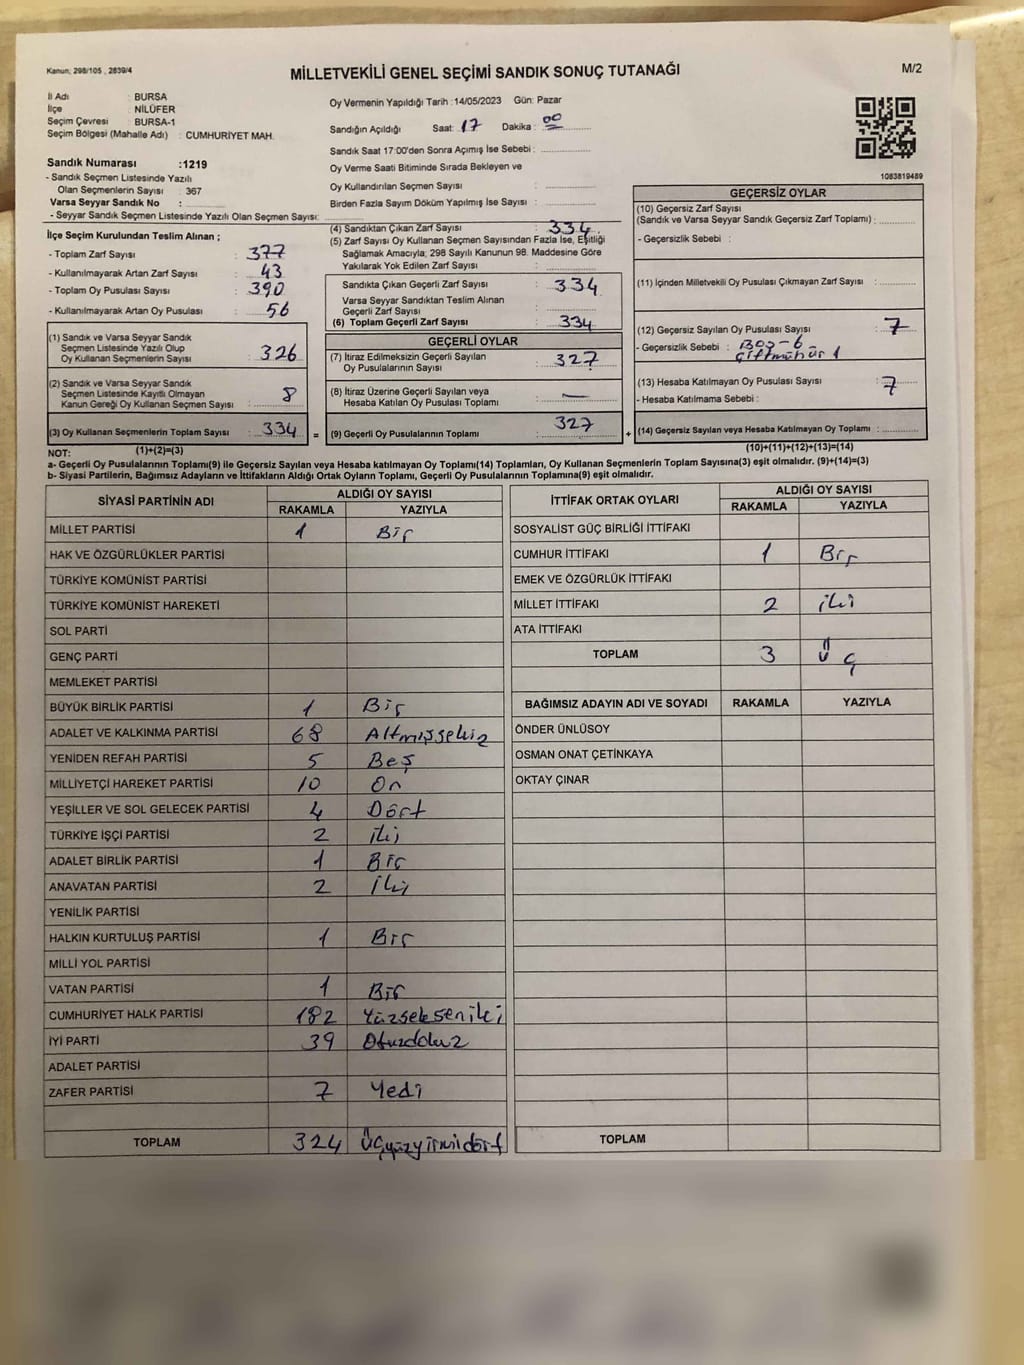 Kanun; 298/105 , 2839/4
MİLLETVEKİLİ GENEL SEÇİMİ SANDIK SONUÇ TUTANAĞI
M/2
İl Adı : BURSA
İlçe : NİLÜFER
Seçim Çevresi : BURSA-1
Seçim Bölgesi (Mahalle Adı) : CUMHURİYET MAH.
Sandık Numarası :1219
- Sandık Seçmen Listesinde Yazılı
Olan Seçmenlerin Sayısı : 367
Varsa Seyyar Sandık No :
- Seyyar Sandık Seçmen Listesinde Yazılı Olan Seçmen Sayısı:
Oy Vermenin Yapıldığı Tarih :14/05/2023 Gün: Pazar
Sandığın Açıldığı Saat: 17 Dakika : 00
Sandık Saat 17:00'den Sonra Açımış İse Sebebi:
Oy Verme Saati Bitiminde Sırada Bekleyen ve
Oy Kullandırılan Seçmen Sayısı :
Birden Fazla Sayım Döküm Yapılmış İse Sayısı :
1083819489
İlçe Seçim Kurulundan Teslim Alınan ;
- Toplam Zarf Sayısı : 377
- Kullanılmayarak Artan Zarf Sayısı : 43
- Toplam Oy Pusulası Sayısı : 390
- Kullanılmayarak Artan Oy Pusulası : 56
(1) Sandık ve Varsa Seyyar Sandık
Seçmen Listesinde Yazılı Olup
Oy Kullanan Seçmenlerin Sayısı : 326
(2) Sandık ve Varsa Seyyar Sandık
Seçmen Listesinde Kayıtlı Olmayan
Kanun Gereği Oy Kullanan Seçmen Sayısı : 8
(3) Oy Kullanan Seçmenlerin Toplam Sayısı : 334
(4) Sandıktan Çıkan Zarf Sayısı : 334
(5) Zarf Sayısı Oy Kullanan Seçmen Sayısından Fazla İse, Eşitliği
Sağlamak Amacıyla, 298 Sayılı Kanunun 98. Maddesine Göre
Yakılarak Yok Edilen Zarf Sayısı :
Sandıkta Çıkan Geçerli Zarf Sayısı : 334
Varsa Seyyar Sandıktan Teslim Alınan
Geçerli Zarf Sayısı :
(6) Toplam Geçerli Zarf Sayısı : 334
GEÇERLİ OYLAR
(7) İtiraz Edilmeksizin Geçerli Sayılan
Oy Pusulalarının Sayısı : 327
(8) İtiraz Üzerine Geçerli Sayılan veya
Hesaba Katılan Oy Pusulası Toplamı : —
= (9) Geçerli Oy Pusulalarının Toplamı : 327
GEÇERSİZ OYLAR
(10) Geçersiz Zarf Sayısı
(Sandık ve Varsa Seyyar Sandık Geçersiz Zarf Toplamı) :
- Geçersizlik Sebebi :
(11) İçinden Milletvekili Oy Pusulası Çıkmayan Zarf Sayısı :
(12) Geçersiz Sayılan Oy Pusulası Sayısı : 7
- Geçersizlik Sebebi : Boş-6
Çiftmühür 1
(13) Hesaba Katılmayan Oy Pusulası Sayısı : 7
- Hesaba Katılmama Sebebi :
+ (14) Geçersiz Sayılan veya Hesaba Katılmayan Oy Toplamı :
NOT: (1)+(2)=(3)
(10)+(11)+(12)+(13)=(14)
a- Geçerli Oy Pusulalarının Toplamı(9) ile Geçersiz Sayılan veya Hesaba katılmayan Oy Toplamı(14) Toplamları, Oy Kullanan Seçmenlerin Toplam Sayısına(3) eşit olmalıdır. (9)+(14)=(3)
b- Siyasi Partilerin, Bağımsız Adayların ve İttifakların Aldığı Ortak Oyların Toplamı, Geçerli Oy Pusulalarının Toplamına(9) eşit olmalıdır.
SİYASİ PARTİNİN ADI ALDIĞI OY SAYISI
RAKAMLA YAZIYLA
MİLLET PARTİSİ 1 Bir
HAK VE ÖZGÜRLÜKLER PARTİSİ
TÜRKİYE KOMÜNİST PARTİSİ
TÜRKİYE KOMÜNİST HAREKETİ
SOL PARTİ
GENÇ PARTİ
MEMLEKET PARTİSİ
BÜYÜK BİRLİK PARTİSİ 1 Bir
ADALET VE KALKINMA PARTİSİ 68 Altmışsekiz
YENİDEN REFAH PARTİSİ 5 Beş
MİLLİYETÇİ HAREKET PARTİSİ 10 On
YEŞİLLER VE SOL GELECEK PARTİSİ 4 Dört
TÜRKİYE İŞÇİ PARTİSİ 2 iki
ADALET BİRLİK PARTİSİ 1 Bir
ANAVATAN PARTİSİ 2 iki
YENİLİK PARTİSİ
HALKIN KURTULUŞ PARTİSİ 1 Bir
MİLLİ YOL PARTİSİ
VATAN PARTİSİ 1 Bir
CUMHURİYET HALK PARTİSİ 182 Yüzsekseniki
İYİ PARTİ 39 Otuzdokuz
ADALET PARTİSİ
ZAFER PARTİSİ 7 Yedi
TOPLAM 324 Üçyüzyirmidört
İTTİFAK ORTAK OYLARI ALDIĞI OY SAYISI
RAKAMLA YAZIYLA
SOSYALİST GÜÇ BİRLİĞİ İTTİFAKI
CUMHUR İTTİFAKI 1 Bir
EMEK VE ÖZGÜRLÜK İTTİFAKI
MİLLET İTTİFAKI 2 iki
ATA İTTİFAKI
TOPLAM 3 Üç
BAĞIMSIZ ADAYIN ADI VE SOYADI RAKAMLA YAZIYLA
ÖNDER ÜNLÜSOY
OSMAN ONAT ÇETİNKAYA
OKTAY ÇINAR
TOPLAM